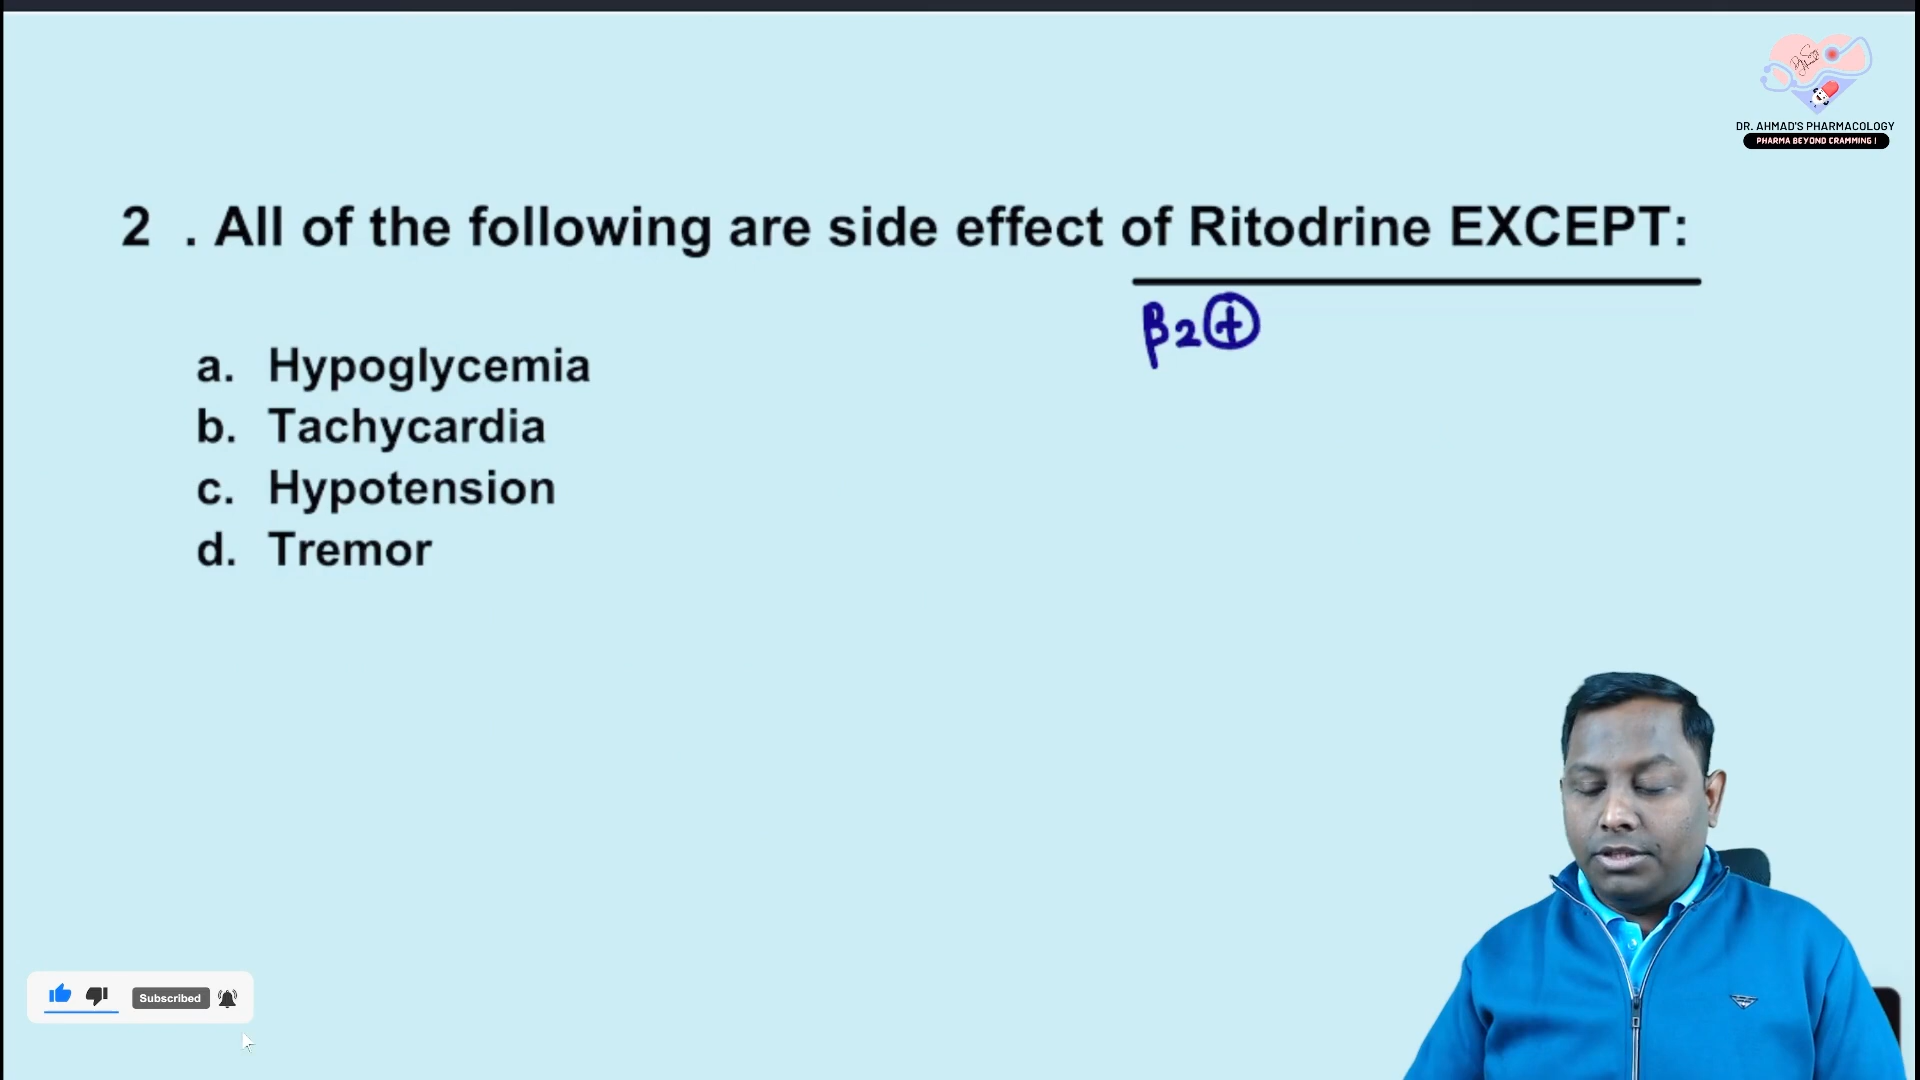 DR. AHMAD'S PHARMACOLOGY
PHARMA BEYOND CRAMMING !
2 . All of the following are side effect of Ritodrine EXCEPT:
β2⊕
a. Hypoglycemia
b. Tachycardia
c. Hypotension
d. Tremor
Subscribed